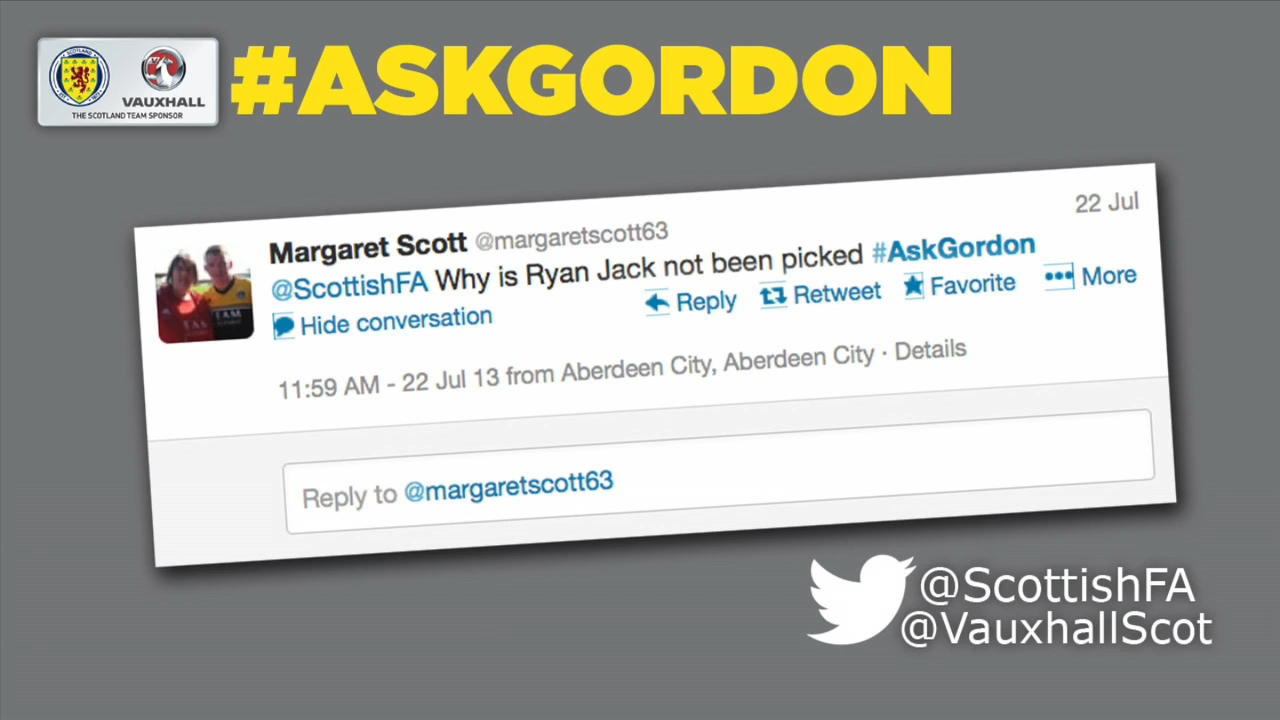 #ASKGORDON
VAUXHALL
THE SCOTLAND TEAM SPONSOR
Margaret Scott @margaretscott63
22 Jul
@ScottishFA Why is Ryan Jack not been picked #AskGordon
Hide conversation
Reply Retweet Favorite More
11:59 AM - 22 Jul 13 from Aberdeen City, Aberdeen City · Details
Reply to @margaretscott63
@ScottishFA
@VauxhallScot